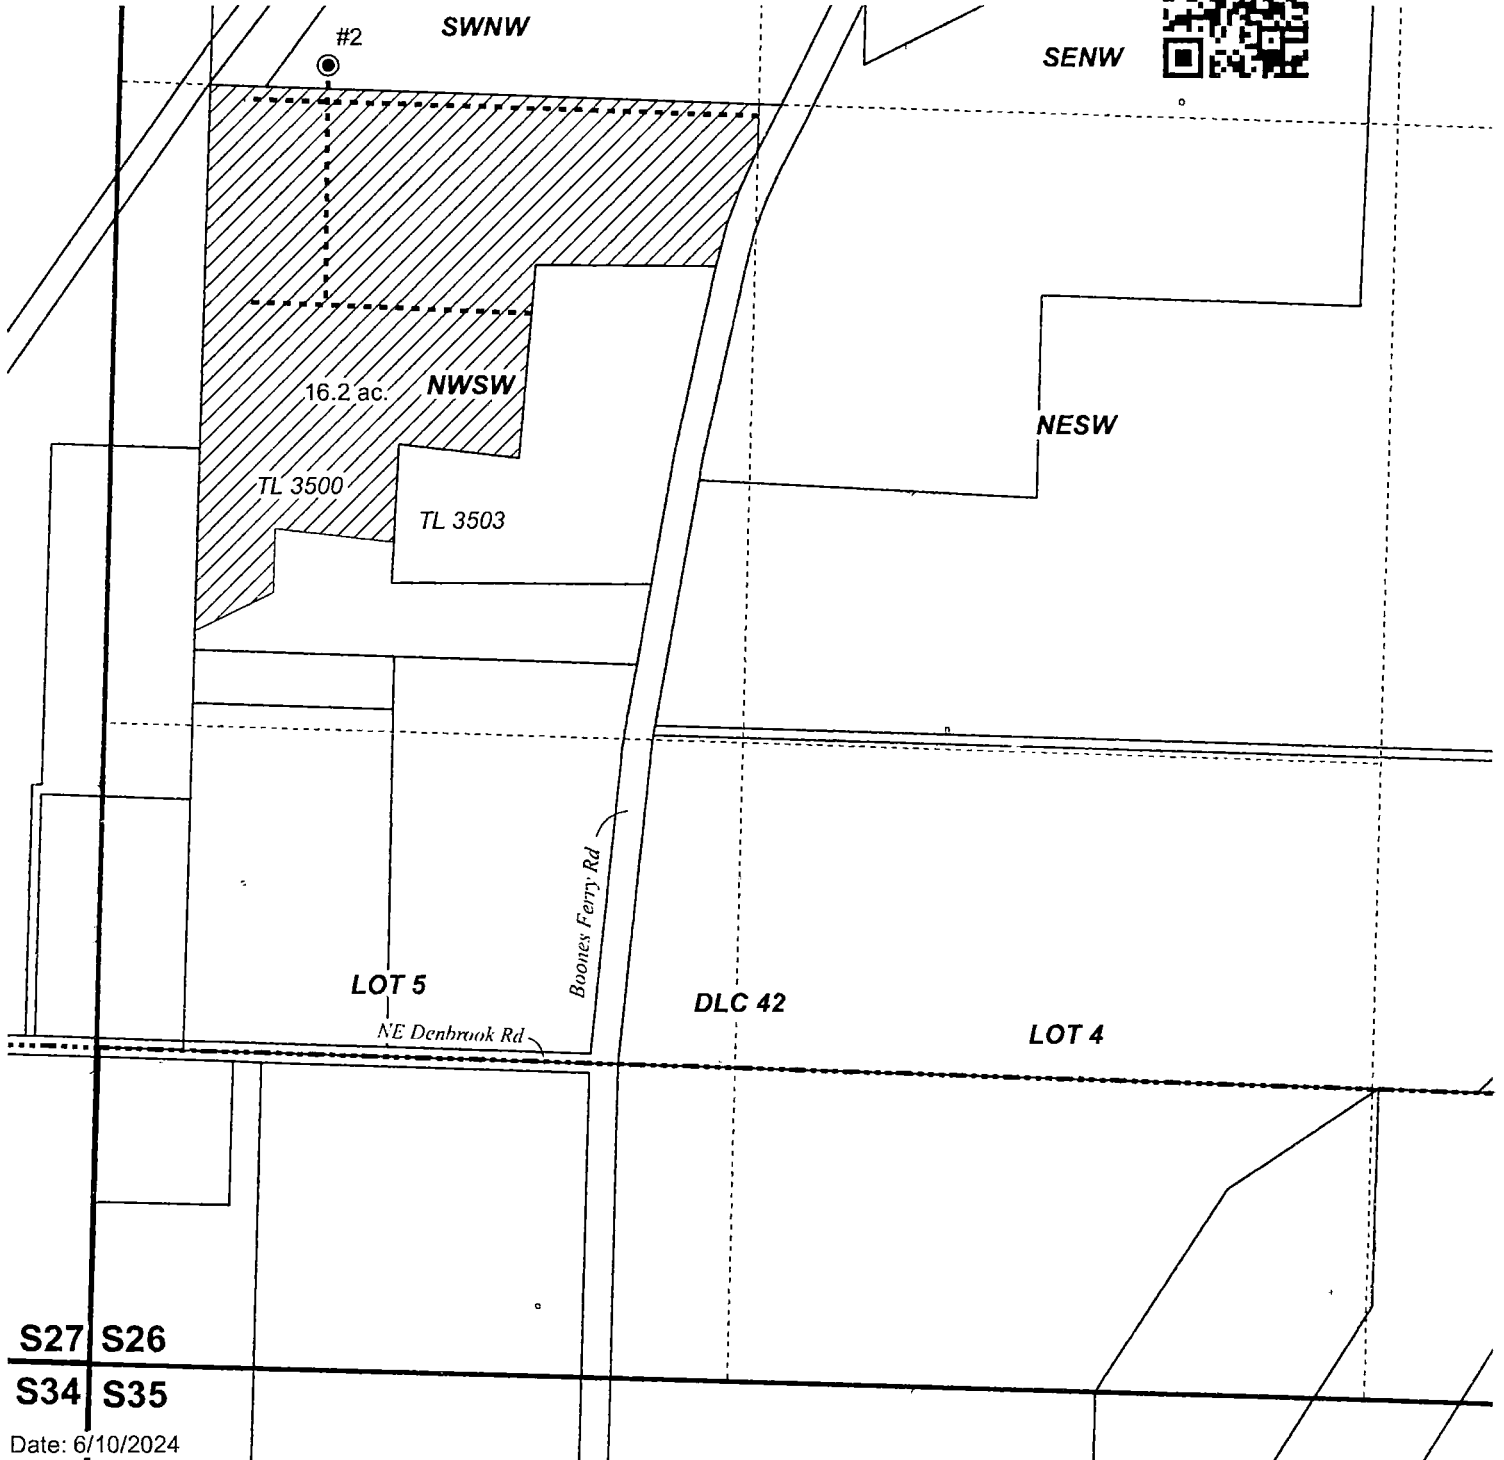 SWNW
#2
SENW
16.2 ac.
NWSW
NESW
TL 3500
TL 3503
Boones Ferry Rd
LOT 5
DLC 42
NE Denbrook Rd
LOT 4
S27 S26
S34 S35
Date: 6/10/2024